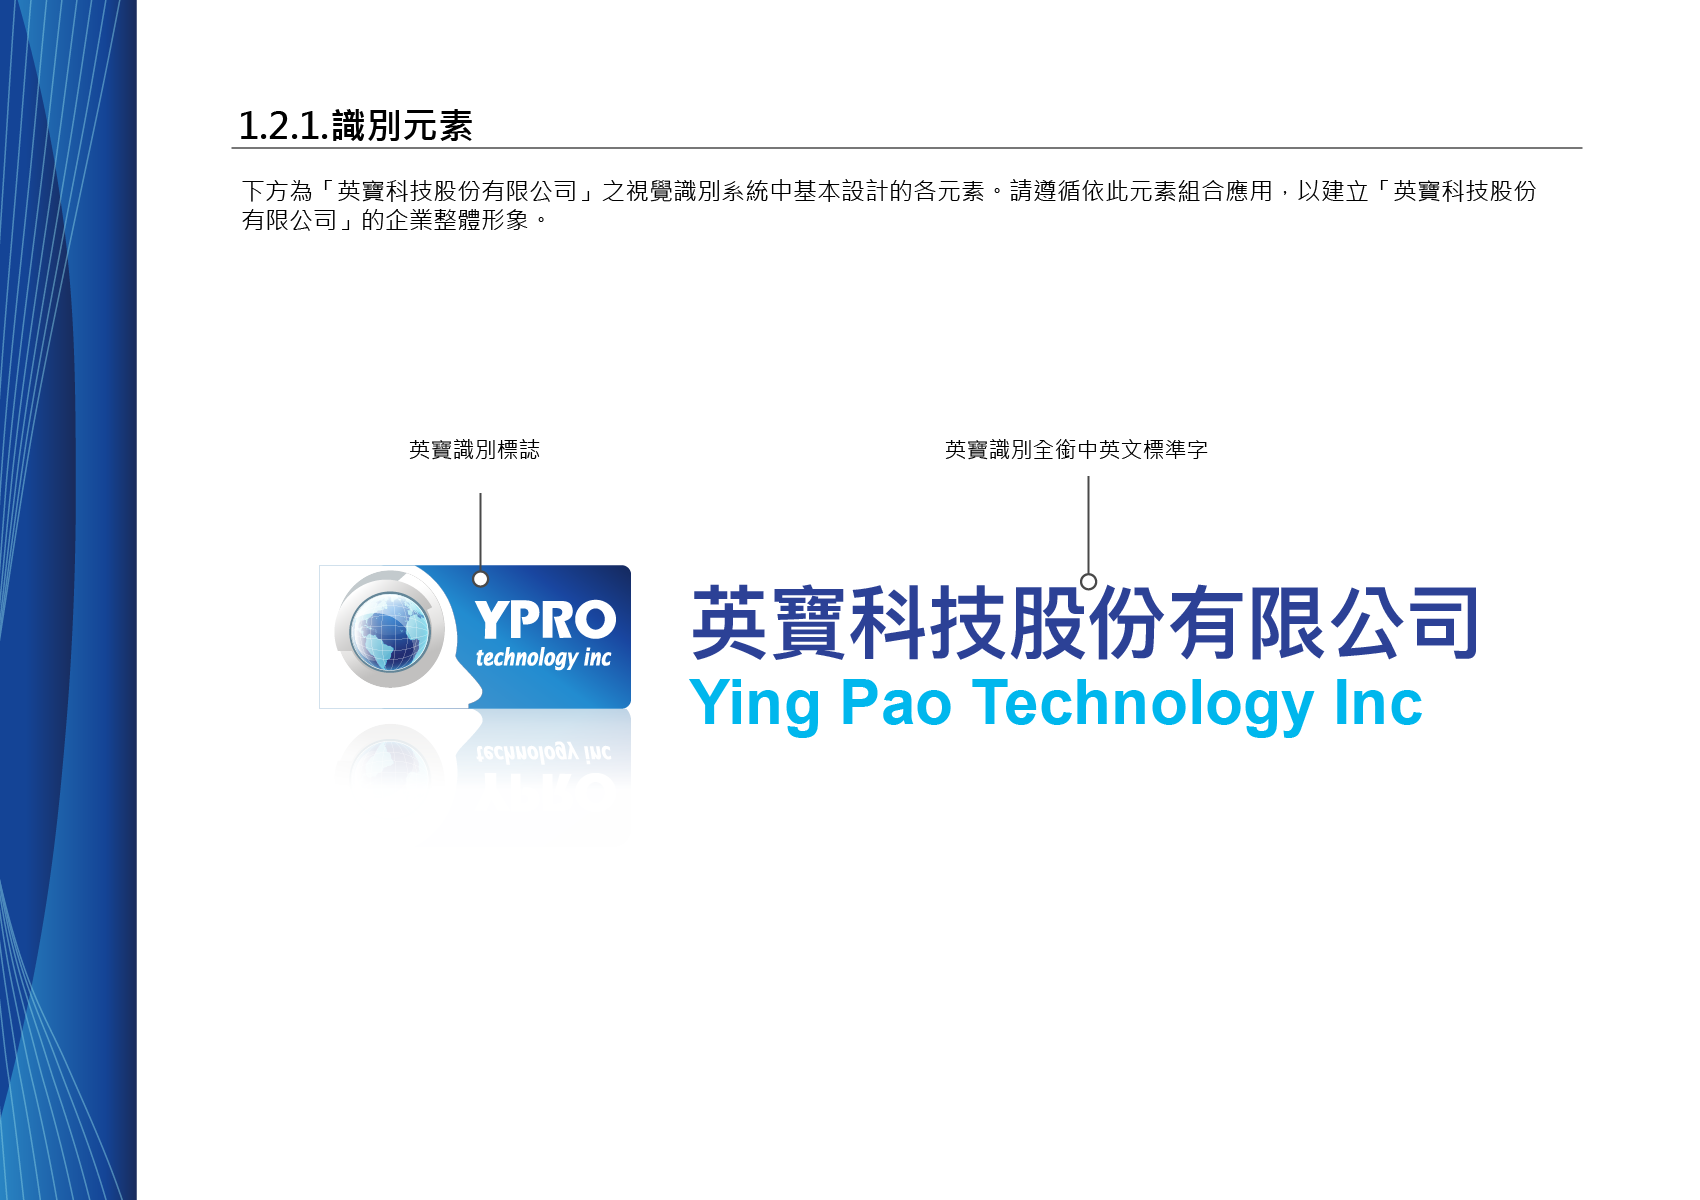 1.2.1.識別元素
下方為「英寶科技股份有限公司」之視覺識別系統中基本設計的各元素。請遵循依此元素組合應用，以建立「英寶科技股份
有限公司」的企業整體形象。
英寶識別標誌
英寶識別全銜中英文標準字
YPRO
technology inc
英寶科技股份有限公司
Ying Pao Technology Inc
technology inc
YPRO